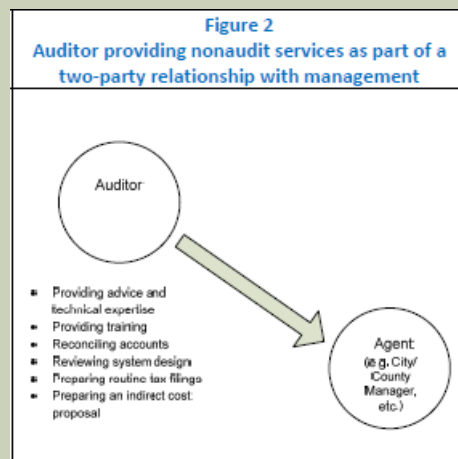 Figure 2
Auditor providing nonaudit services as part of a
two-party relationship with management
Auditor
Providing advice and
technical expertise
Providing training
Reconciling accounts
Reviewing system design
Preparing routine tax filings
Preparing an indirect cost
proposal
Agent
(e.g. City/
County
Manager,
etc.)